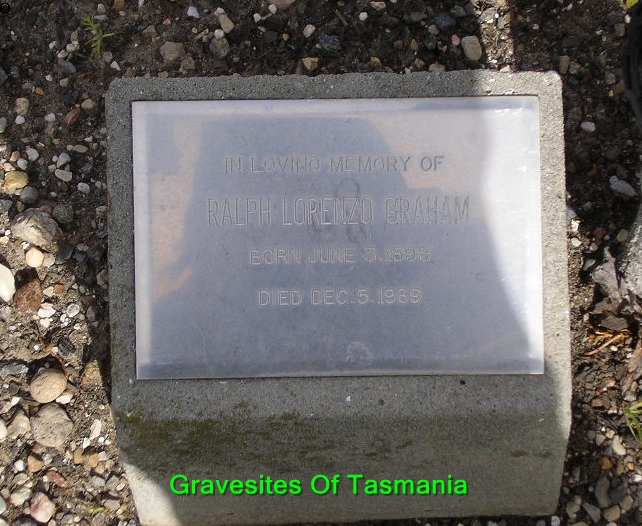 IN LOVING MEMORY OF
RALPH LORENZO GRAHAM
BORN JUNE 3.1898
DIED DEC. 5.1969
Gravesites Of Tasmania